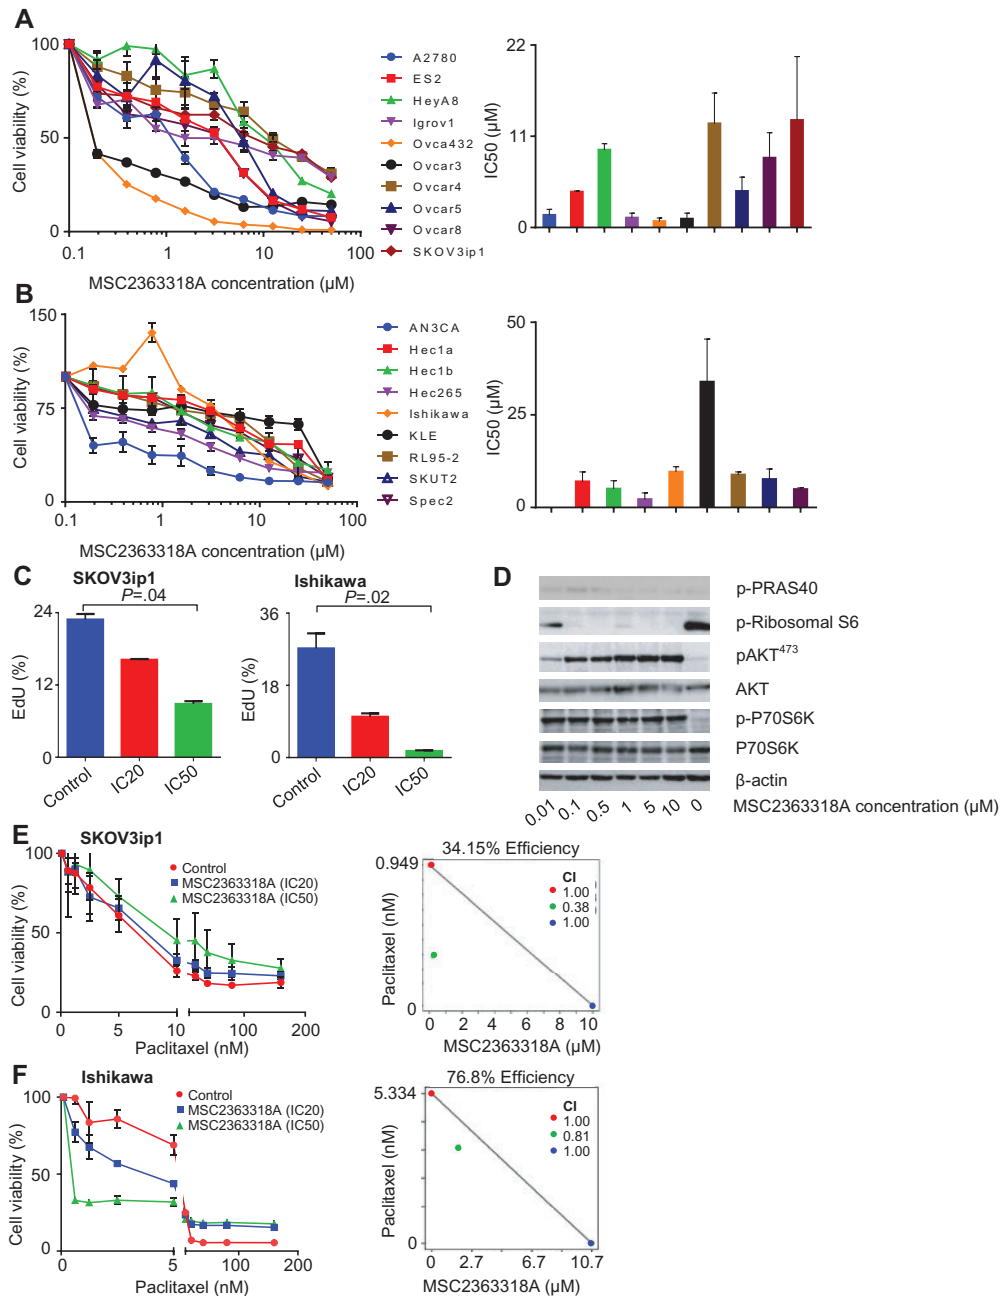 A
Cell viability (%)
100
50
0
0.1
1
10
100
MSC2363318A concentration (µM)
A2780
ES2
HeyA8
Igrov1
Ovca432
Ovcar3
Ovcar4
Ovcar5
Ovcar8
SKOV3ip1
IC50 (µM)
22
11
0
B
Cell viability (%)
150
75
0
0.1
1
10
100
MSC2363318A concentration (µM)
AN3CA
Hec1a
Hec1b
Hec265
Ishikawa
KLE
RL95-2
SKUT2
Spec2
IC50 (µM)
50
25
0
C
SKOV3ip1
P=.04
EdU (%)
24
12
0
Control
IC20
IC50
Ishikawa
P=.02
EdU (%)
36
18
0
Control
IC20
IC50
D
p-PRAS40
p-Ribosomal S6
pAKT473
AKT
p-P70S6K
P70S6K
β-actin
0.01
0.1
0.5
1
5
10
0
MSC2363318A concentration (µM)
E
SKOV3ip1
Cell viability (%)
100
50
0
0
5
10
100
200
Paclitaxel (nM)
Control
MSC2363318A (IC20)
MSC2363318A (IC50)
34.15% Efficiency
Paclitaxel (nM)
0.949
0
0
2
4
6
8
10
MSC2363318A (µM)
CI
1.00
0.38
1.00
F
Ishikawa
Cell viability (%)
100
50
0
0
5
100
200
Paclitaxel (nM)
Control
MSC2363318A (IC20)
MSC2363318A (IC50)
76.8% Efficiency
Paclitaxel (nM)
5.334
0
0
2.7
6.7
10.7
MSC2363318A (µM)
CI
1.00
0.81
1.00